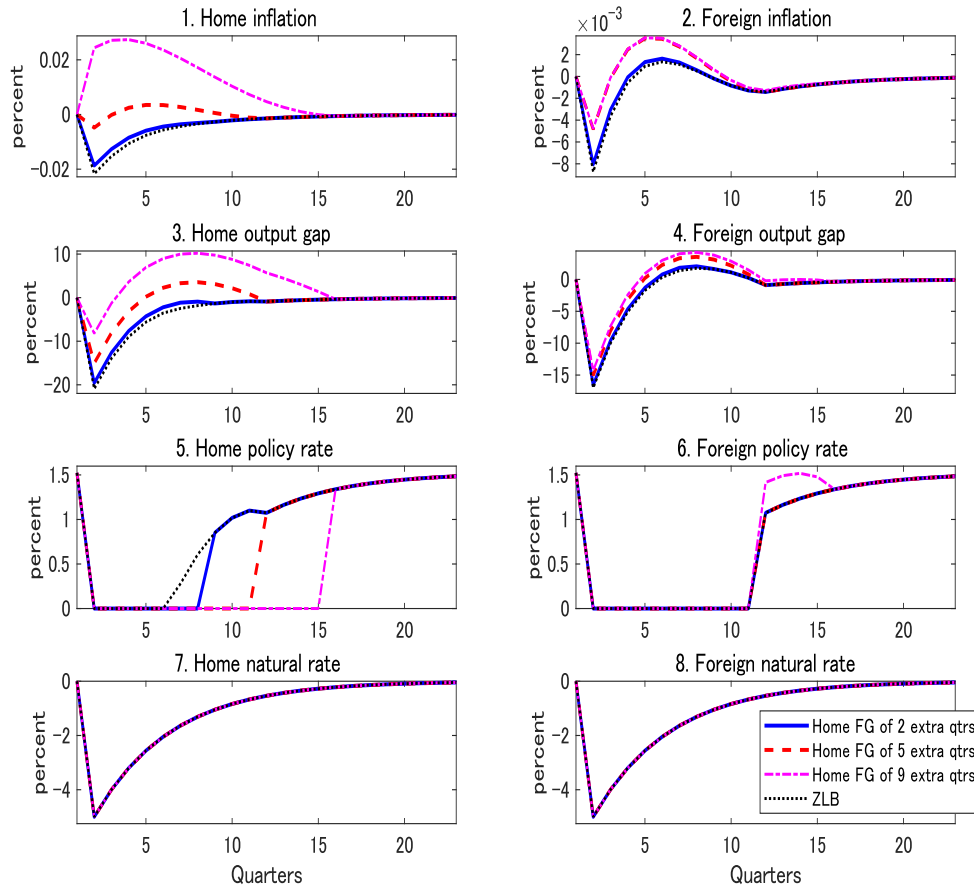 1. Home inflation
0.02
0
-0.02
percent
5 10 15 20
2. Foreign inflation
×10⁻³
2
0
-2
-4
-6
-8
percent
5 10 15 20
3. Home output gap
10
0
-10
-20
percent
5 10 15 20
4. Foreign output gap
0
-5
-10
-15
percent
5 10 15 20
5. Home policy rate
1.5
1
0.5
0
percent
5 10 15 20
6. Foreign policy rate
1.5
1
0.5
0
percent
5 10 15 20
7. Home natural rate
0
-2
-4
percent
5 10 15 20
Quarters
8. Foreign natural rate
0
-2
-4
percent
5 10 15 20
Quarters
Home FG of 2 extra qtrs
Home FG of 5 extra qtrs
Home FG of 9 extra qtrs
ZLB